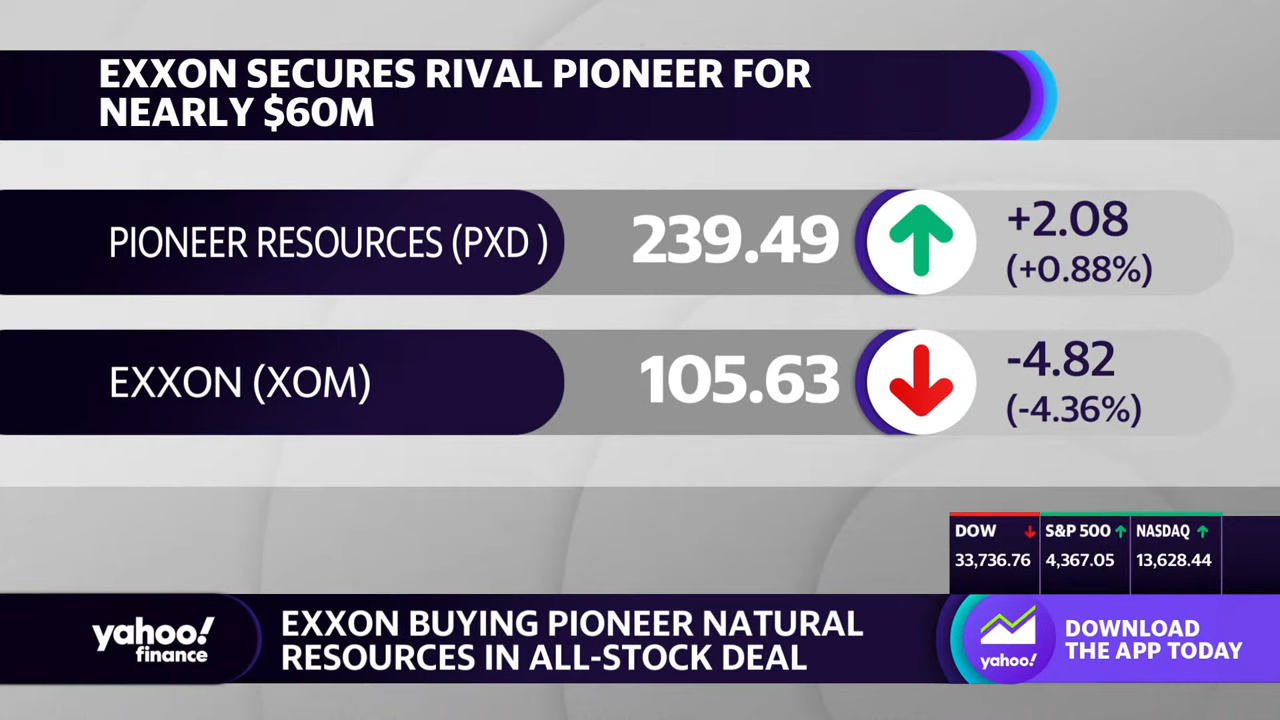 EXXON SECURES RIVAL PIONEER FOR
NEARLY $60M
PIONEER RESOURCES (PXD )
239.49
+2.08
(+0.88%)
EXXON (XOM)
105.63
-4.82
(-4.36%)
DOW
33,736.76
S&P 500
4,367.05
NASDAQ
13,628.44
yahoo!
finance
EXXON BUYING PIONEER NATURAL
RESOURCES IN ALL-STOCK DEAL
yahoo!
DOWNLOAD
THE APP TODAY